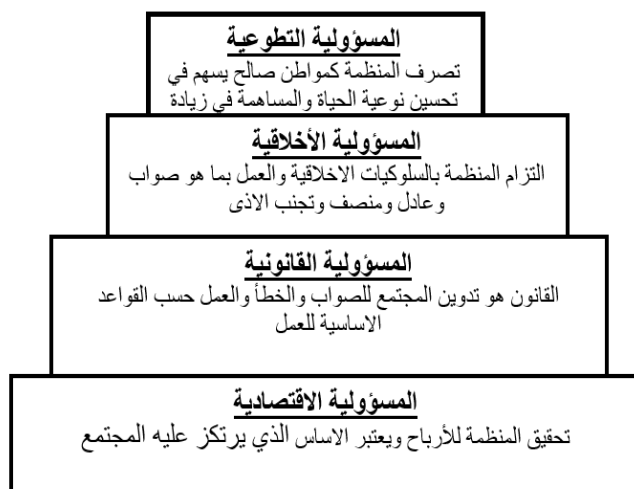 المسؤولية التطوعية
تصرف المنظمة كمواطن صالح يسهم في
تحسين نوعية الحياة والمساهمة في زيادة
المسؤولية الأخلاقية
التزام المنظمة بالسلوكيات الاخلاقية والعمل بما هو صواب
وعادل ومنصف وتجنب الاذى
المسؤولية القانونية
القانون هو تدوين المجتمع للصواب والخطأ والعمل حسب القواعد
الاساسية للعمل
المسؤولية الاقتصادية
تحقيق المنظمة للأرباح ويعتبر الاساس الذي يرتكز عليه المجتمع